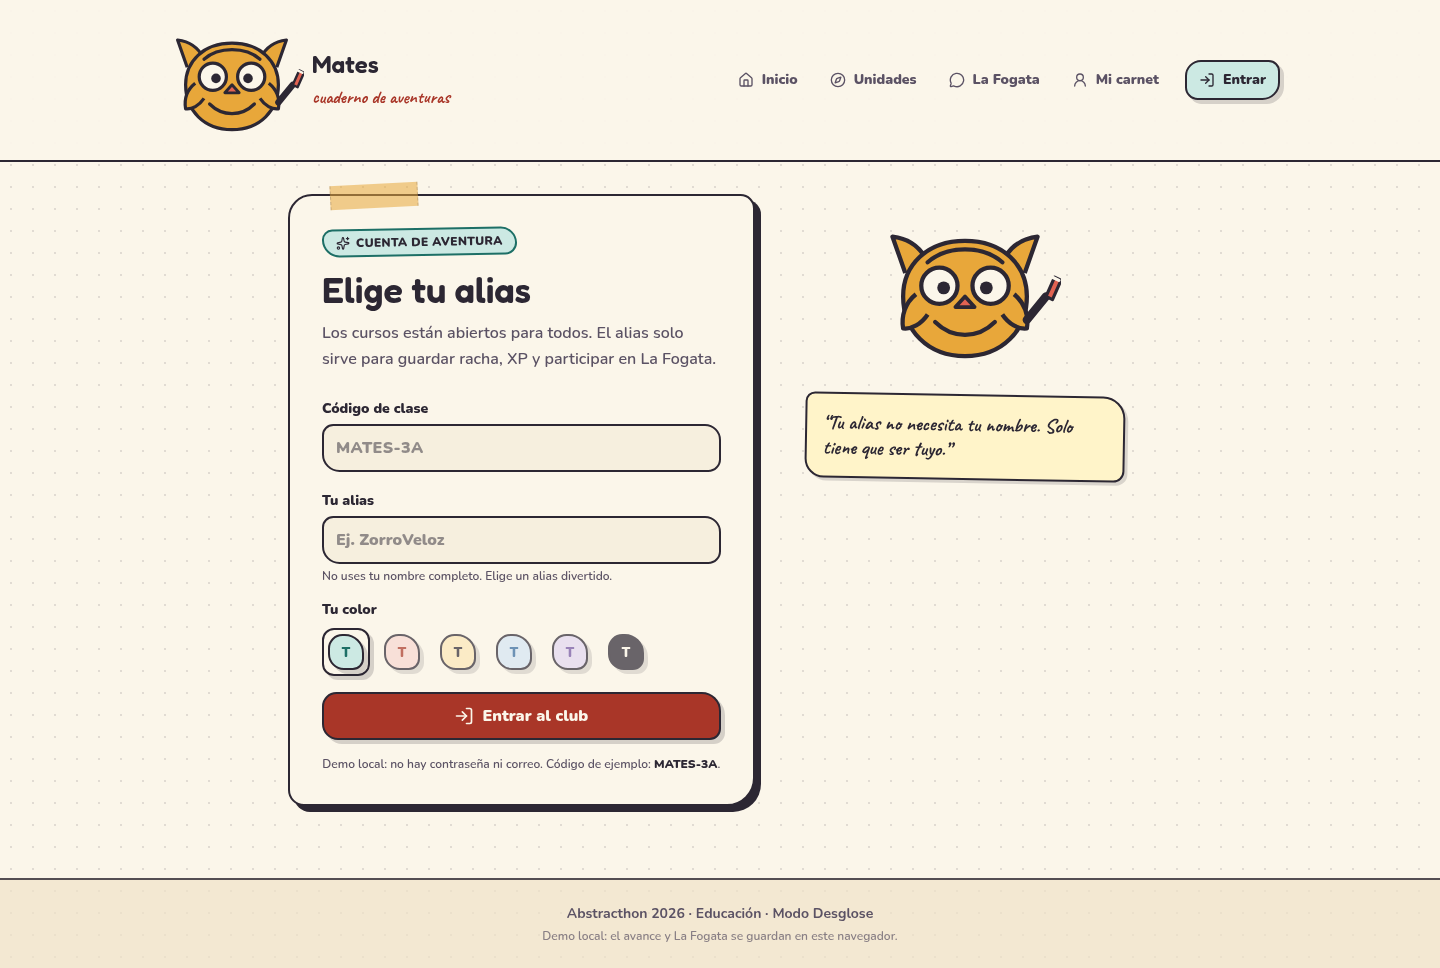 Mates
cuaderno de aventuras
Inicio
Unidades
La Fogata
Mi carnet
Entrar
CUENTA DE AVENTURA
Elige tu alias
Los cursos están abiertos para todos. El alias solo
sirve para guardar racha, XP y participar en La Fogata.
Código de clase
MATES-3A
Tu alias
Ej. ZorroVeloz
No uses tu nombre completo. Elige un alias divertido.
Tu color
T T T T T T
Entrar al club
Demo local: no hay contraseña ni correo. Código de ejemplo: MATES-3A.
“Tu alias no necesita tu nombre. Solo
tiene que ser tuyo.”
Abstracthon 2026 · Educación · Modo Desglose
Demo local: el avance y La Fogata se guardan en este navegador.